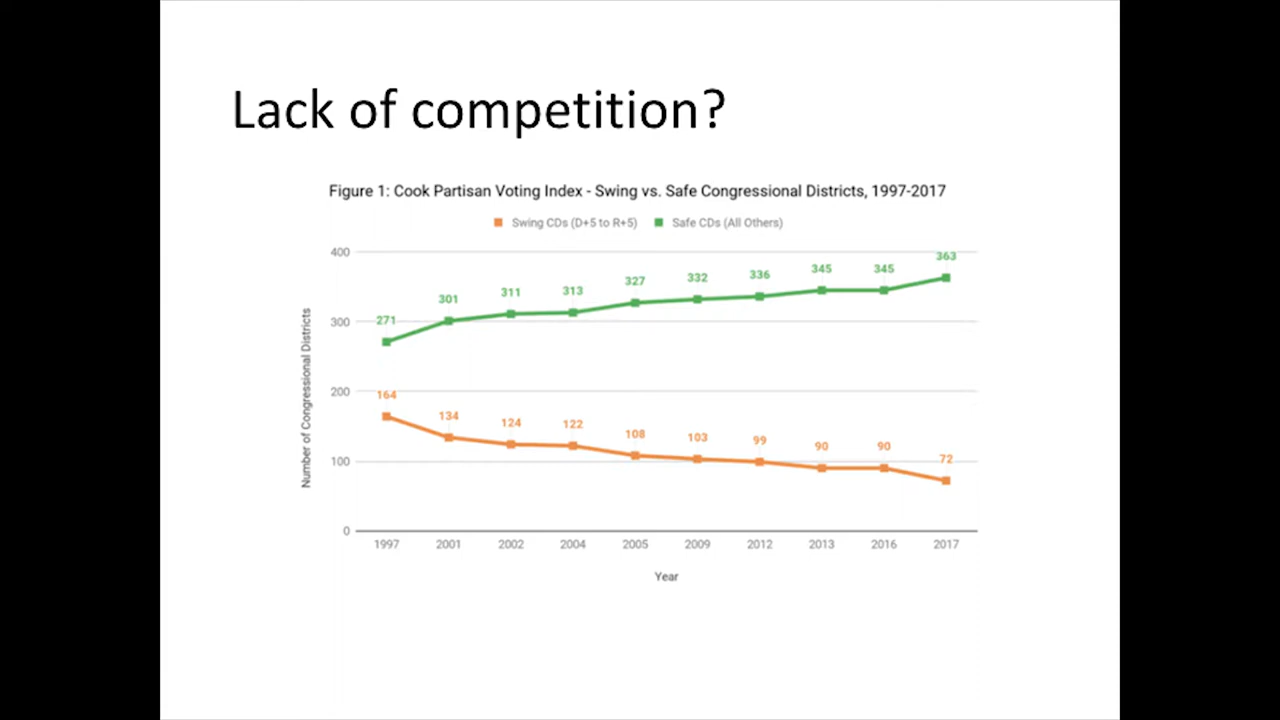 Lack of competition?
Figure 1: Cook Partisan Voting Index - Swing vs. Safe Congressional Districts, 1997-2017
Swing CDs (D+5 to R+5) Safe CDs (All Others)
Number of Congressional Districts
400
300
200
100
0
271 301 311 313 327 332 336 345 345 363
164 134 124 122 108 103 99 90 90 72
1997 2001 2002 2004 2005 2009 2012 2013 2016 2017
Year